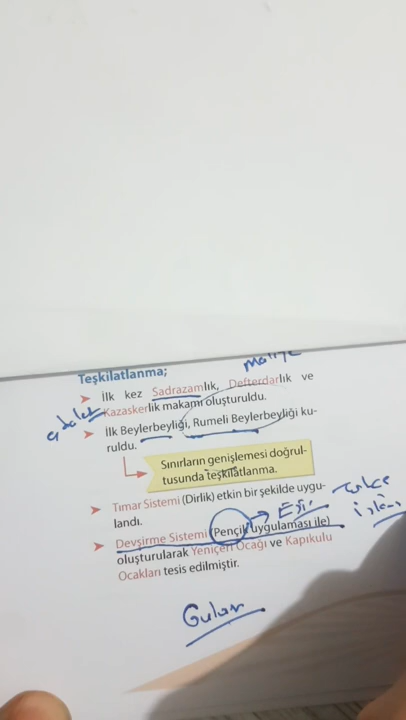 Teşkilatlanma;
maliye
İlk kez Sadrazamlık, Defterdarlık ve
adalet
Kazaskerlik makamı oluşturuldu.
İlk Beylerbeyliği, Rumeli Beylerbeyliği ku-
ruldu.
Sınırların genişlemesi doğrul-
tusunda teşkilatlanma.
Tımar Sistemi (Dirlik) etkin bir şekilde uygu-
landı.
Devşirme Sistemi (Pençik uygulaması ile)
oluşturularak Yeniçeri Ocağı ve Kapıkulu
Ocakları tesis edilmiştir.
Gulam